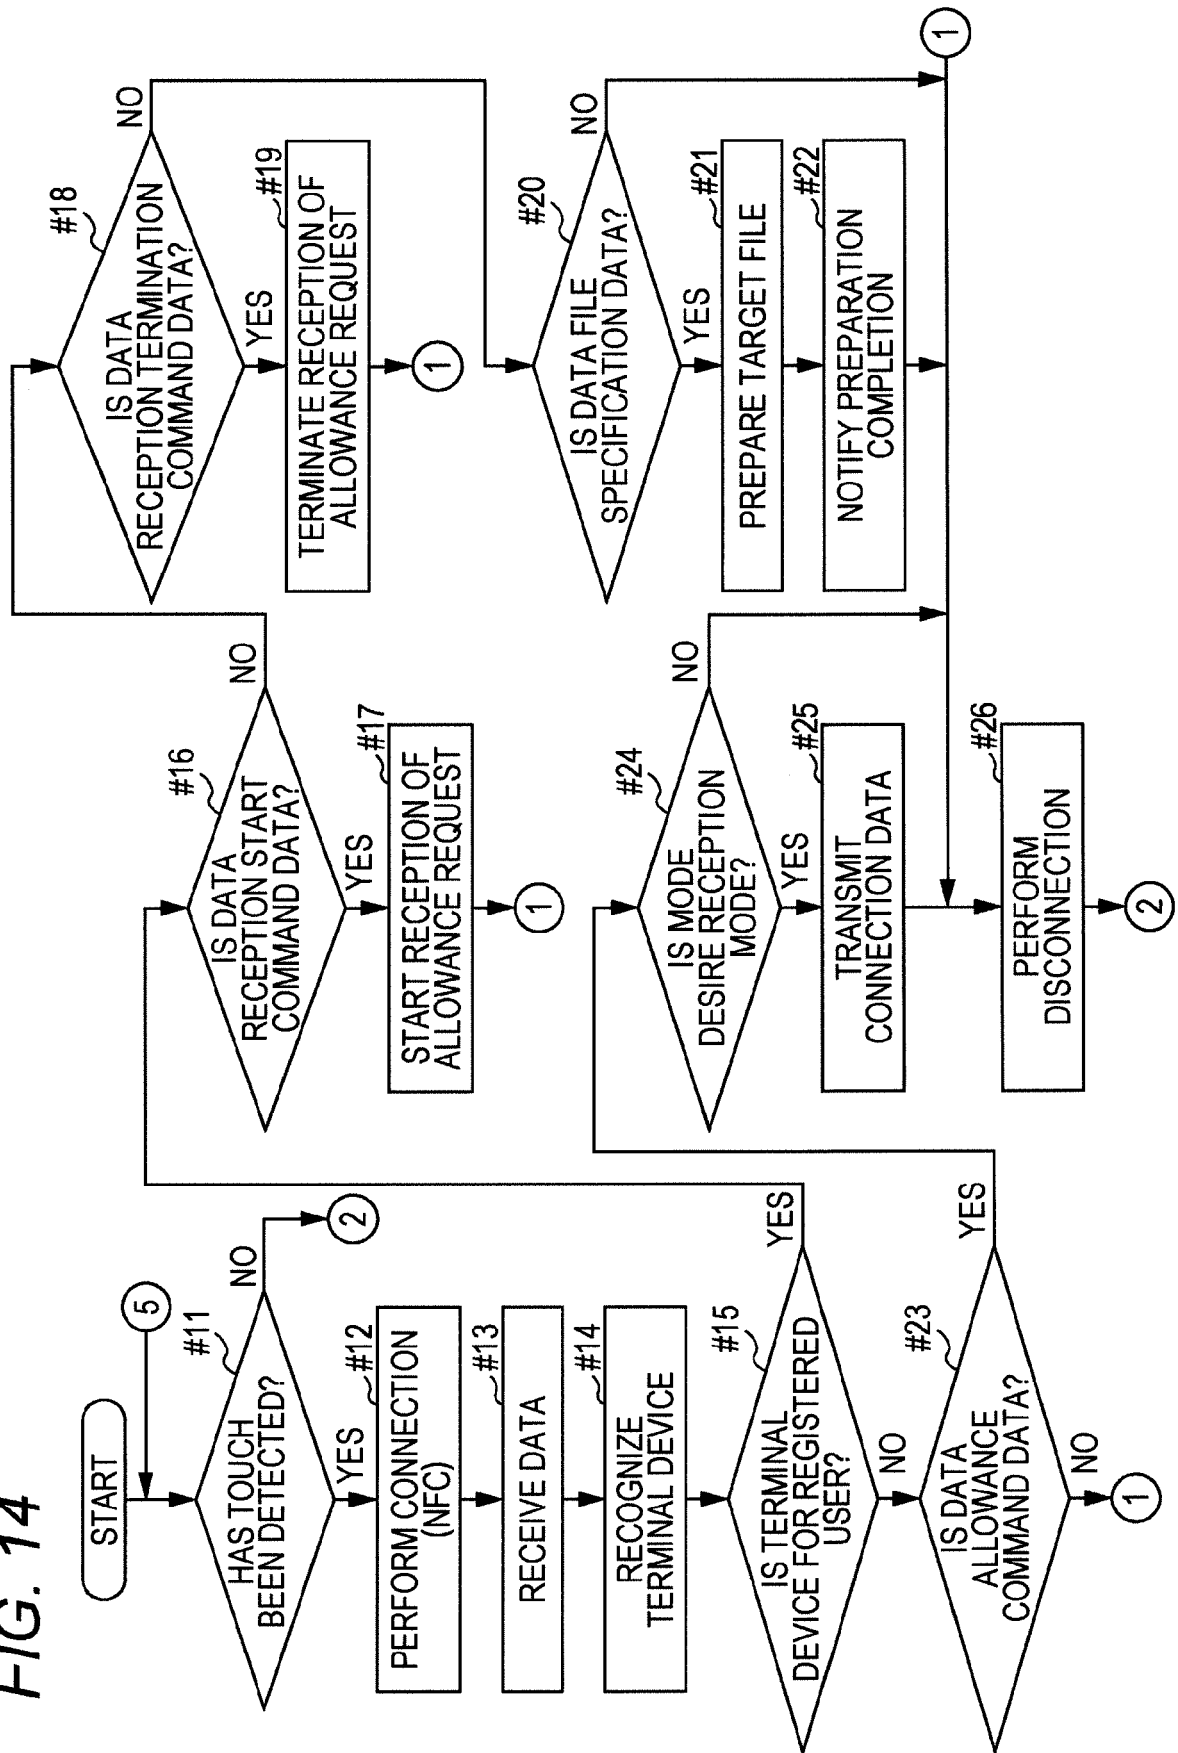 FIG. 14
START
5
#11
HAS TOUCH
BEEN DETECTED?
NO
2
YES
#12
PERFORM CONNECTION
(NFC)
#13
RECEIVE DATA
#14
RECOGNIZE
TERMINAL DEVICE
#15
IS TERMINAL
DEVICE FOR REGISTERED
USER?
YES
NO
#23
IS DATA
ALLOWANCE
COMMAND DATA?
YES
NO
1
#16
IS DATA
RECEPTION START
COMMAND DATA?
NO
YES
#17
START RECEPTION OF
ALLOWANCE REQUEST
1
#24
IS MODE
DESIRE RECEPTION
MODE?
NO
YES
#25
TRANSMIT
CONNECTION DATA
#26
PERFORM
DISCONNECTION
2
#18
IS DATA
RECEPTION TERMINATION
COMMAND DATA?
NO
YES
#19
TERMINATE RECEPTION OF
ALLOWANCE REQUEST
1
#20
IS DATA FILE
SPECIFICATION DATA?
NO
YES
#21
PREPARE TARGET FILE
#22
NOTIFY PREPARATION
COMPLETION
1